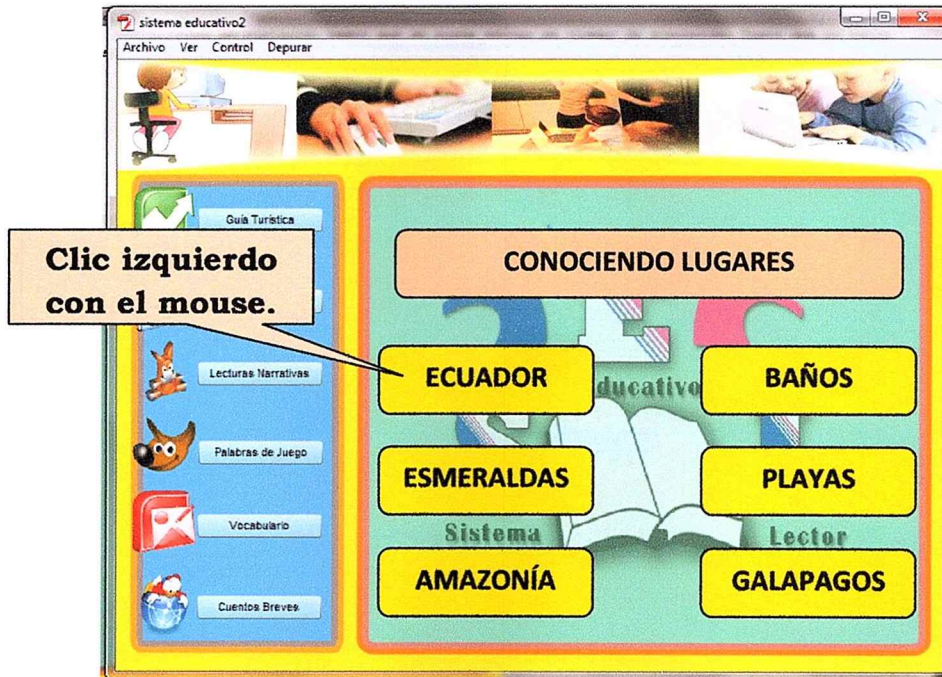 sistema educativo2
Archivo Ver Control Depurar
Guía Turística
Clic izquierdo
con el mouse.
Lecturas Narrativas
Palabras de Juego
Vocabulario
Cuentos Breves
CONOCIENDO LUGARES
ECUADOR
BAÑOS
ducativo
ESMERALDAS
PLAYAS
Sistema
Lector
AMAZONÍA
GALAPAGOS